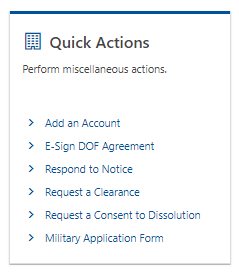 Quick Actions
Perform miscellaneous actions.
Add an Account
E-Sign DOF Agreement
Respond to Notice
Request a Clearance
Request a Consent to Dissolution
Military Application Form